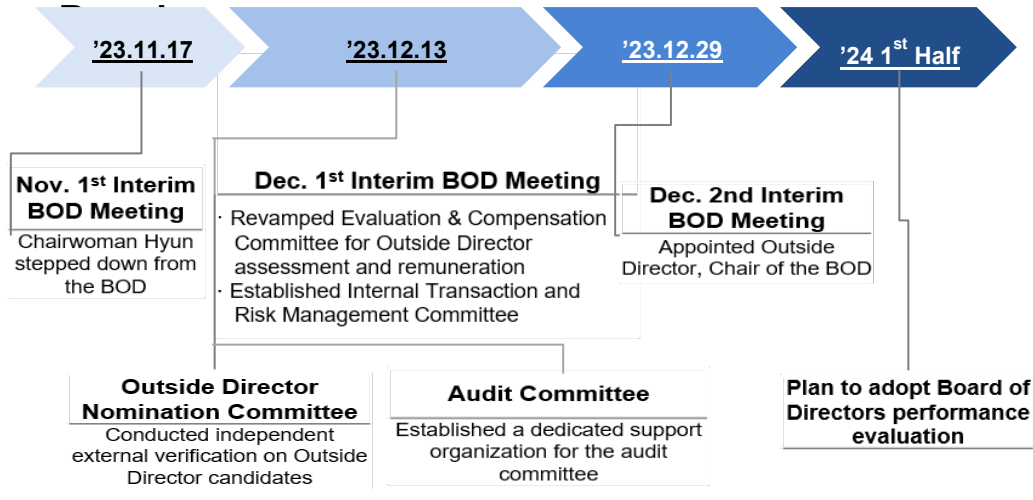 ’23.11.17
’23.12.13
’23.12.29
’24 1st Half
Nov. 1st Interim
BOD Meeting
Chairwoman Hyun
stepped down from
the BOD
Dec. 1st Interim BOD Meeting
· Revamped Evaluation & Compensation
Committee for Outside Director
assessment and remuneration
· Established Internal Transaction and
Risk Management Committee
Dec. 2nd Interim
BOD Meeting
Appointed Outside
Director, Chair of the BOD
Outside Director
Nomination Committee
Conducted independent
external verification on Outside
Director candidates
Audit Committee
Established a dedicated support
organization for the audit
committee
Plan to adopt Board of
Directors performance
evaluation